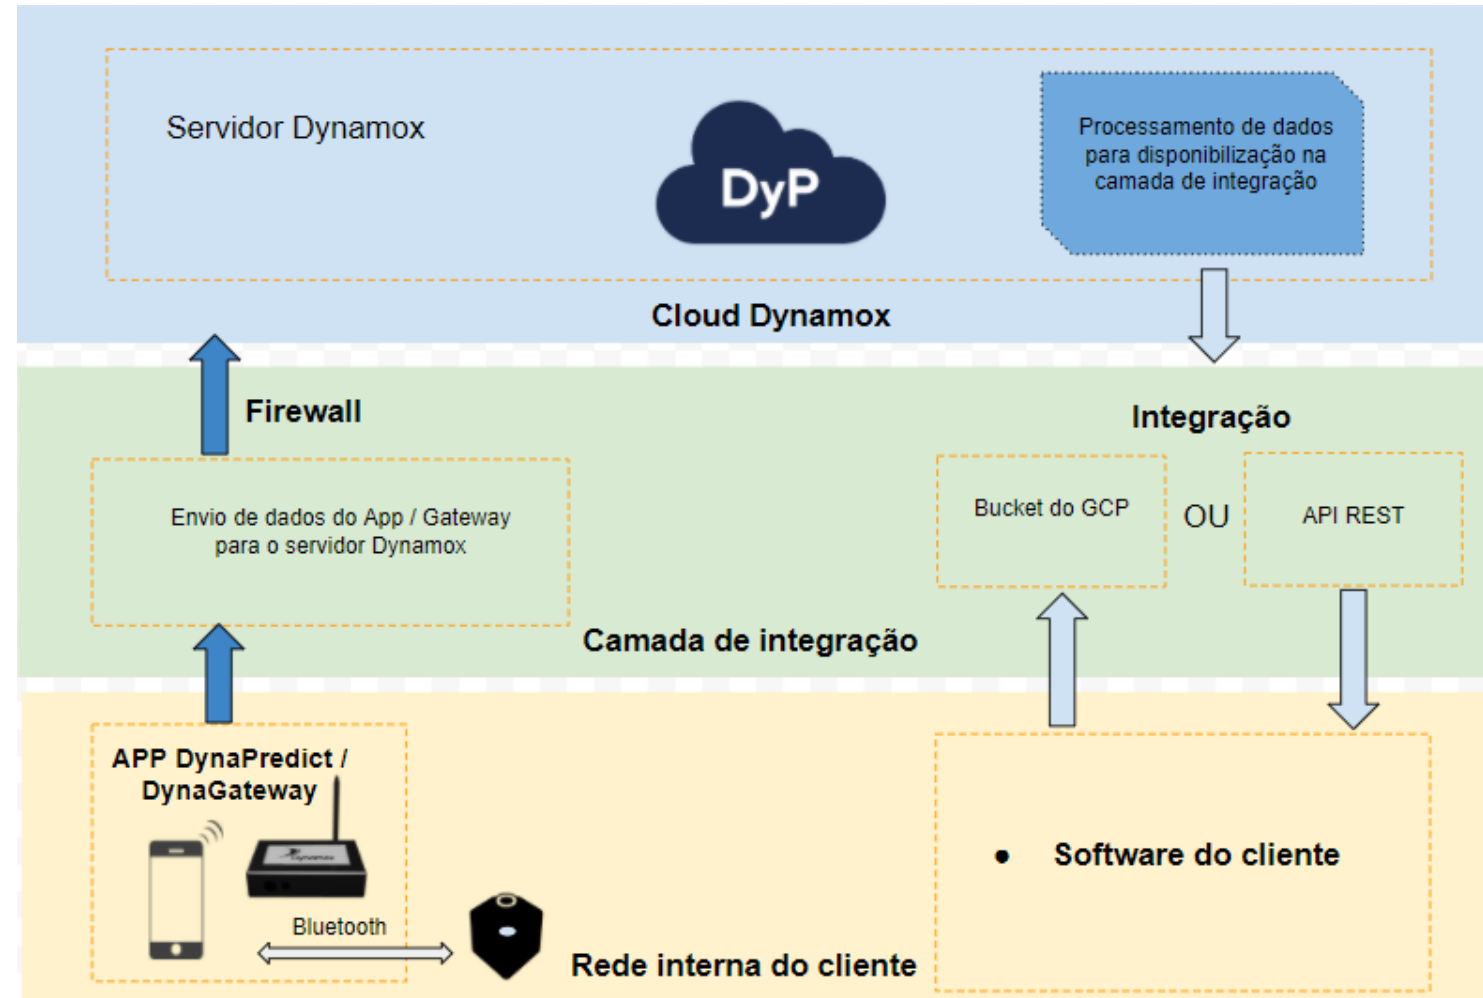 Servidor Dynamox
DyP
Processamento de dados
para disponibilização na
camada de integração
Cloud Dynamox
Firewall
Integração
Envio de dados do App / Gateway
para o servidor Dynamox
Bucket do GCP
OU
API REST
Camada de integração
APP DynaPredict /
DynaGateway
Bluetooth
● Software do cliente
Rede interna do cliente